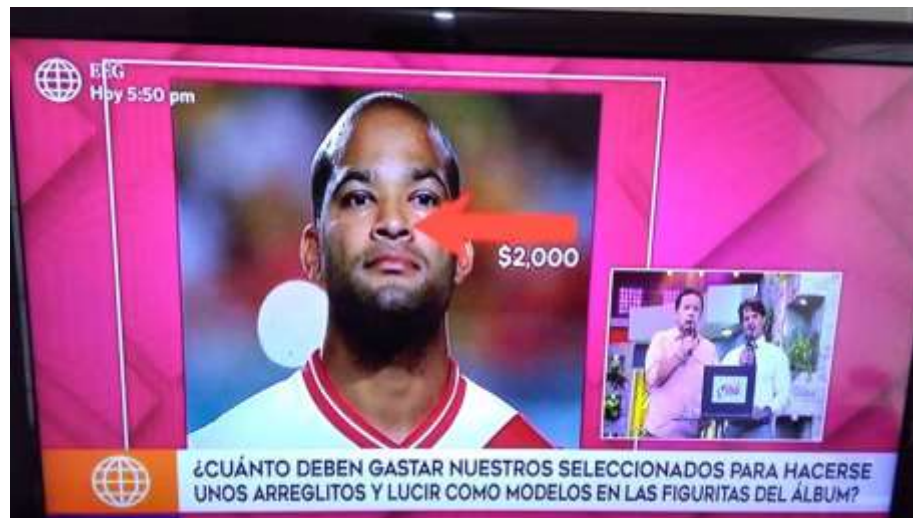 EEG
Hoy 5:50 pm
$2,000
¿CUÁNTO DEBEN GASTAR NUESTROS SELECCIONADOS PARA HACERSE
UNOS ARREGLITOS Y LUCIR COMO MODELOS EN LAS FIGURITAS DEL ÁLBUM?